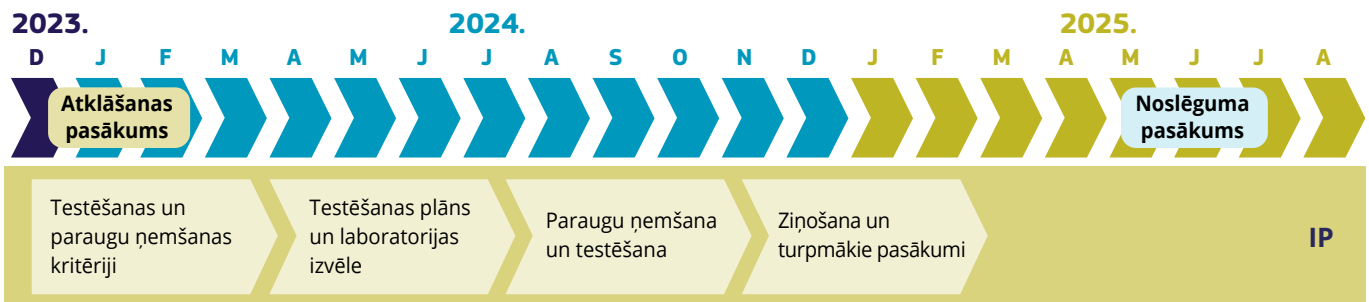 2023. 2024. 2025.
D J F M A M J J A S O N D J F M A M J J A
Atklāšanas
pasākums
Noslēguma
pasākums
Testēšanas un
paraugu ņemšanas
kritēriji
Testēšanas plāns
un laboratorijas
izvēle
Paraugu ņemšana
un testēšana
Ziņošana un
turpmākie pasākumi
IP